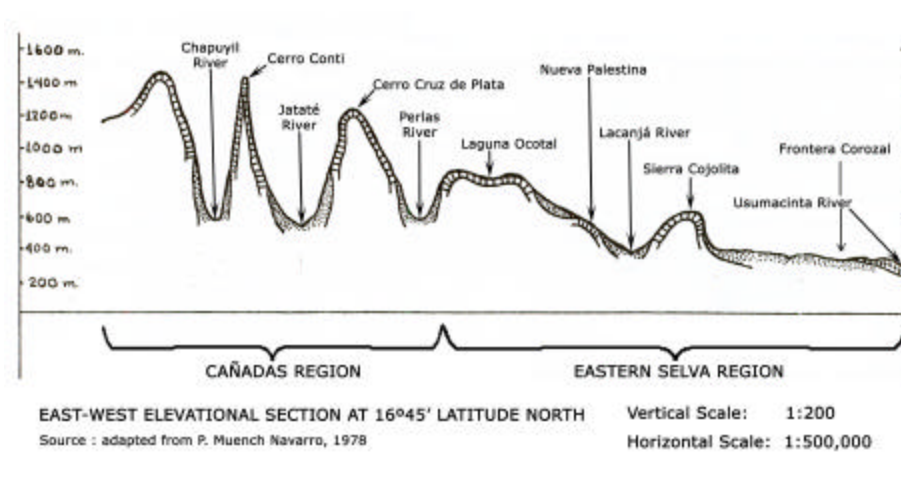 1600 m.
1400 m.
1200m
1000 m
800 m.
600 m.
400 m.
200 m.
Chapuyil
River
Cerro Conti
Jataté
River
Cerro Cruz de Plata
Perlas
River
Laguna Ocotal
Nueva Palestina
Lacanjá River
Sierra Cojolita
Frontera Corozal
Usumacinta River
CAÑADAS REGION
EASTERN SELVA REGION
EAST-WEST ELEVATIONAL SECTION AT 16º45' LATITUDE NORTH
Source : adapted from P. Muench Navarro, 1978
Vertical Scale: 1:200
Horizontal Scale: 1:500,000